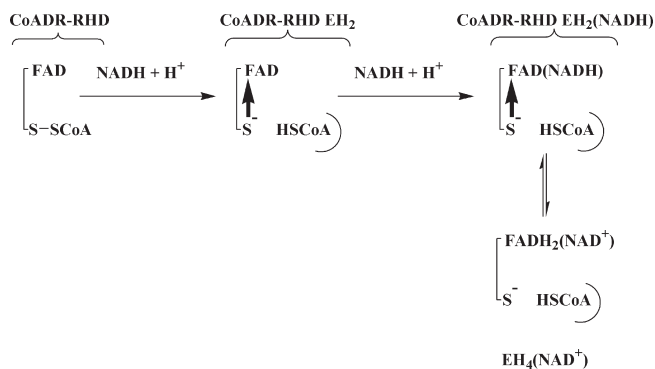 CoADR-RHD CoADR-RHD EH₂ CoADR-RHD EH₂(NADH)
FAD NADH + H⁺ FAD NADH + H⁺ FAD(NADH)
S–SCoA S⁻ HSCoA S⁻ HSCoA
FADH₂(NAD⁺)
S⁻ HSCoA
EH₄(NAD⁺)